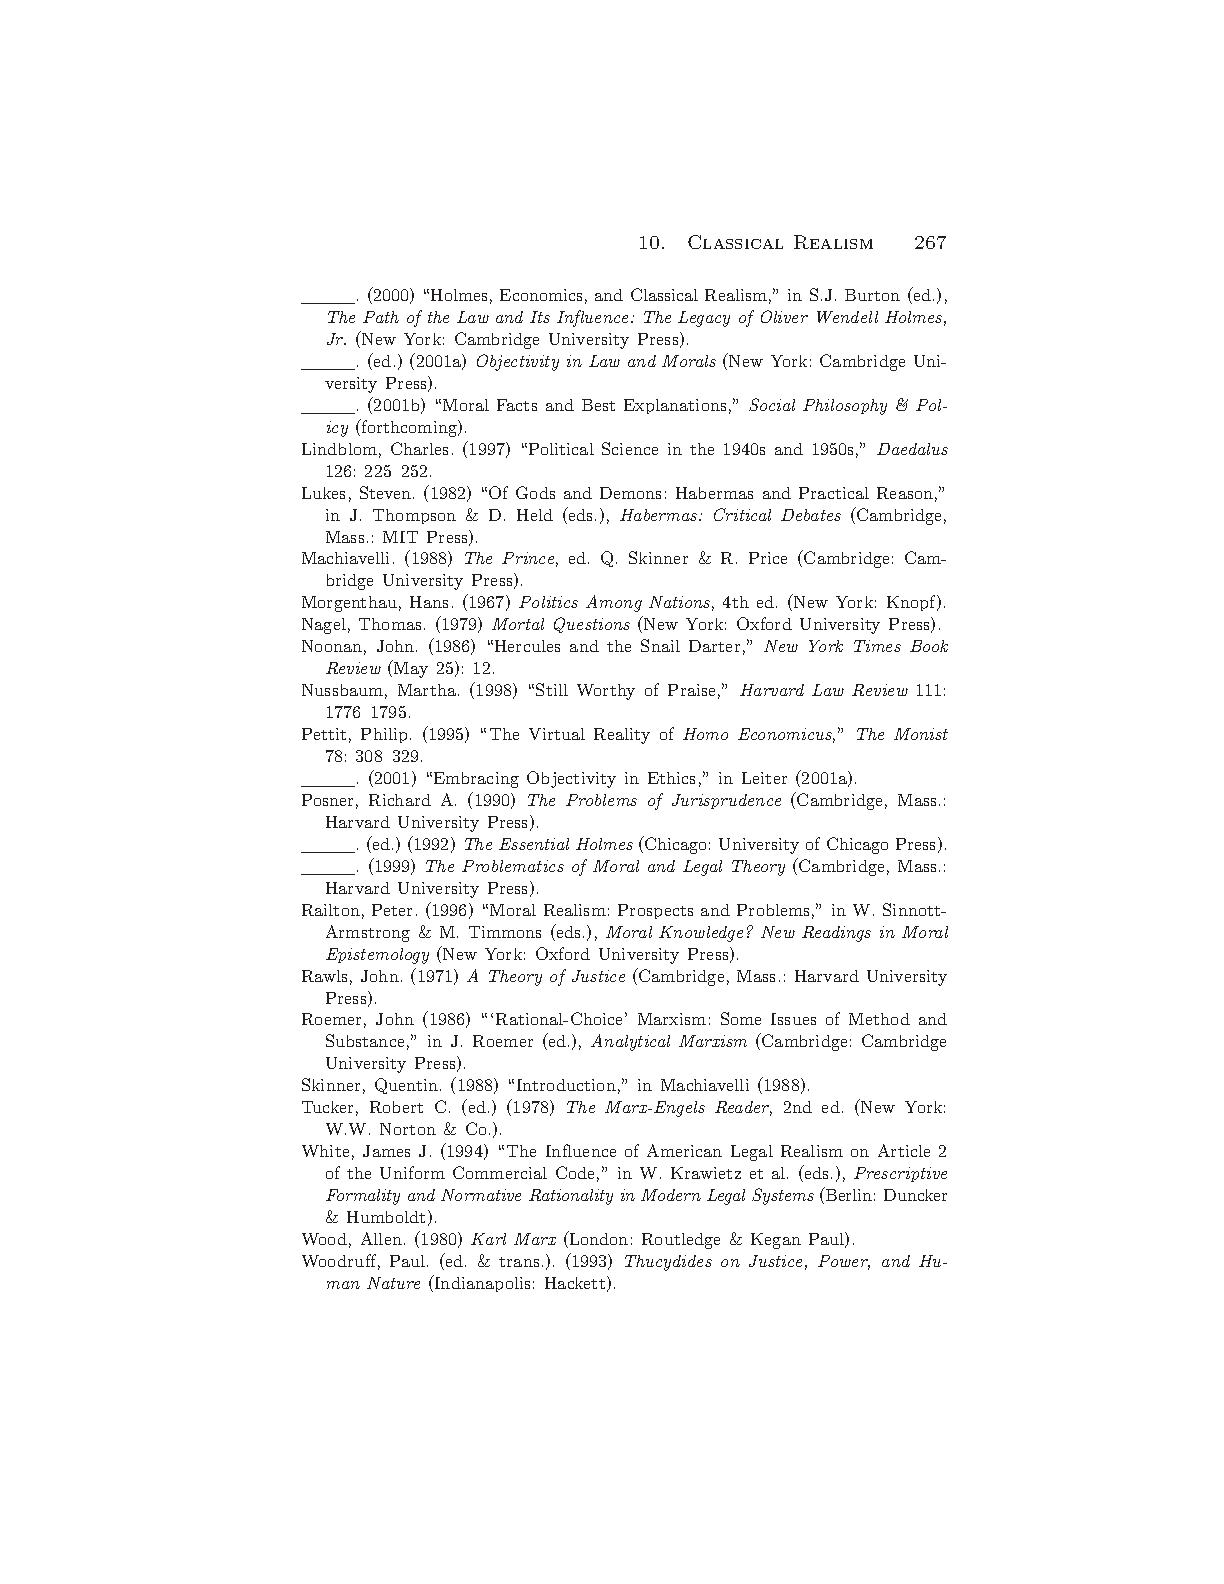 10. Classical Realism 267
______. (2000) “Holmes, Economics, and Classical Realism,” in S.J. Burton (ed.),
The Path of the Law and Its Influence: The Legacy of Oliver Wendell Holmes,
Jr. (New York: Cambridge University Press).
______. (ed.) (2001a) Objectivity in Law and Morals (New York: Cambridge Uni-
versity Press).
______. (2001b) “Moral Facts and Best Explanations,” Social Philosophy & Pol-
icy (forthcoming).
Lindblom, Charles. (1997) “Political Science in the 1940s and 1950s,” Daedalus
126: 225 252.
Lukes, Steven. (1982) “Of Gods and Demons: Habermas and Practical Reason,”
in J. Thompson & D. Held (eds.), Habermas: Critical Debates (Cambridge,
Mass.: MIT Press).
Machiavelli. (1988) The Prince, ed. Q. Skinner & R. Price (Cambridge: Cam-
bridge University Press).
Morgenthau, Hans. (1967) Politics Among Nations, 4th ed. (New York: Knopf).
Nagel, Thomas. (1979) Mortal Questions (New York: Oxford University Press).
Noonan, John. (1986) “Hercules and the Snail Darter,” New York Times Book
Review (May 25): 12.
Nussbaum, Martha. (1998) “Still Worthy of Praise,” Harvard Law Review 111:
1776 1795.
Pettit, Philip. (1995) “The Virtual Reality of Homo Economicus,” The Monist
78: 308 329.
______. (2001) “Embracing Objectivity in Ethics,” in Leiter (2001a).
Posner, Richard A. (1990) The Problems of Jurisprudence (Cambridge, Mass.:
Harvard University Press).
______. (ed.) (1992) The Essential Holmes (Chicago: University of Chicago Press).
______. (1999) The Problematics of Moral and Legal Theory (Cambridge, Mass.:
Harvard University Press).
Railton, Peter. (1996) “Moral Realism: Prospects and Problems,” in W. Sinnott-
Armstrong & M. Timmons (eds.), Moral Knowledge? New Readings in Moral
Epistemology (New York: Oxford University Press).
Rawls, John. (1971) A Theory of Justice (Cambridge, Mass.: Harvard University
Press).
Roemer, John (1986) “‘Rational-Choice’ Marxism: Some Issues of Method and
Substance,” in J. Roemer (ed.), Analytical Marxism (Cambridge: Cambridge
University Press).
Skinner, Quentin. (1988) “Introduction,” in Machiavelli (1988).
Tucker, Robert C. (ed.) (1978) The Marx-Engels Reader, 2nd ed. (New York:
W.W. Norton & Co.).
White, James J. (1994) “The Influence of American Legal Realism on Article 2
of the Uniform Commercial Code,” in W. Krawietz et al. (eds.), Prescriptive
Formality and Normative Rationality in Modern Legal Systems (Berlin: Duncker
& Humboldt).
Wood, Allen. (1980) Karl Marx (London: Routledge & Kegan Paul).
Woodruff, Paul. (ed. & trans.). (1993) Thucydides on Justice, Power, and Hu-
man Nature (Indianapolis: Hackett).